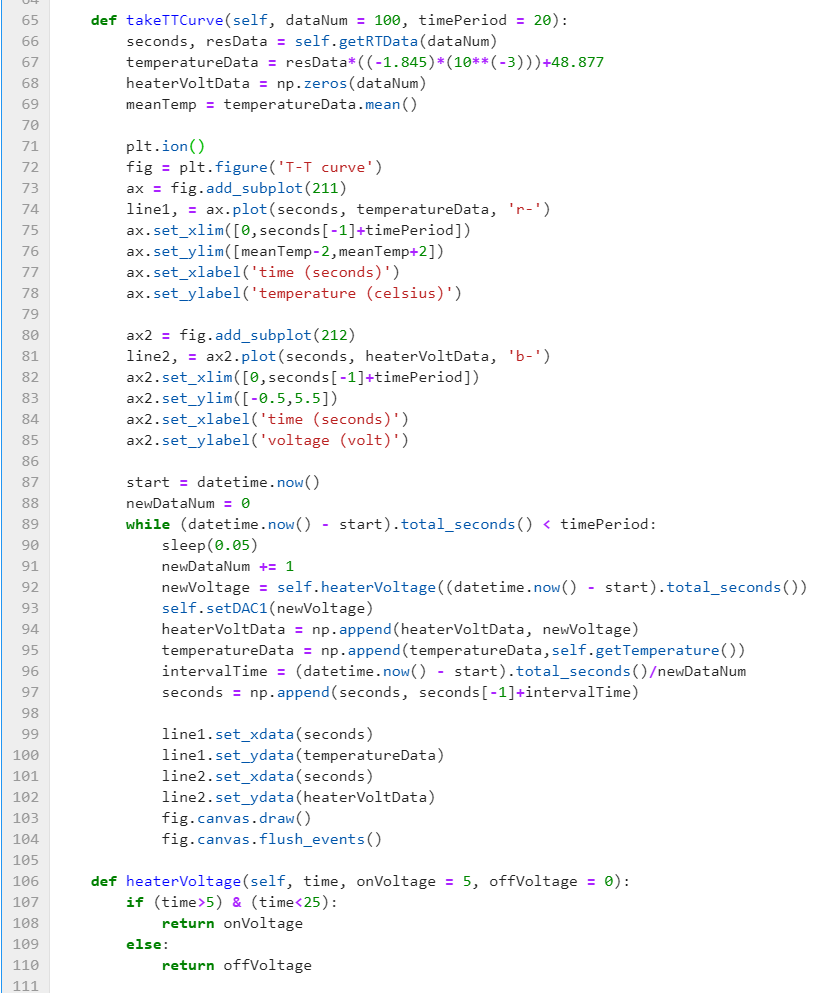 65 def takeTTCurve(self, dataNum = 100, timePeriod = 20):
66 seconds, resData = self.getRTData(dataNum)
67 temperatureData = resData*((-1.845)*(10**(-3)))+48.877
68 heaterVoltData = np.zeros(dataNum)
69 meanTemp = temperatureData.mean()
70
71 plt.ion()
72 fig = plt.figure('T-T curve')
73 ax = fig.add_subplot(211)
74 line1, = ax.plot(seconds, temperatureData, 'r-')
75 ax.set_xlim([0,seconds[-1]+timePeriod])
76 ax.set_ylim([meanTemp-2,meanTemp+2])
77 ax.set_xlabel('time (seconds)')
78 ax.set_ylabel('temperature (celsius)')
79
80 ax2 = fig.add_subplot(212)
81 line2, = ax2.plot(seconds, heaterVoltData, 'b-')
82 ax2.set_xlim([0,seconds[-1]+timePeriod])
83 ax2.set_ylim([-0.5,5.5])
84 ax2.set_xlabel('time (seconds)')
85 ax2.set_ylabel('voltage (volt)')
86
87 start = datetime.now()
88 newDataNum = 0
89 while (datetime.now() - start).total_seconds() < timePeriod:
90 sleep(0.05)
91 newDataNum += 1
92 newVoltage = self.heaterVoltage((datetime.now() - start).total_seconds())
93 self.setDAC1(newVoltage)
94 heaterVoltData = np.append(heaterVoltData, newVoltage)
95 temperatureData = np.append(temperatureData,self.getTemperature())
96 intervalTime = (datetime.now() - start).total_seconds()/newDataNum
97 seconds = np.append(seconds, seconds[-1]+intervalTime)
98
99 line1.set_xdata(seconds)
100 line1.set_ydata(temperatureData)
101 line2.set_xdata(seconds)
102 line2.set_ydata(heaterVoltData)
103 fig.canvas.draw()
104 fig.canvas.flush_events()
105
106 def heaterVoltage(self, time, onVoltage = 5, offVoltage = 0):
107 if (time>5) & (time<25):
108 return onVoltage
109 else:
110 return offVoltage
111